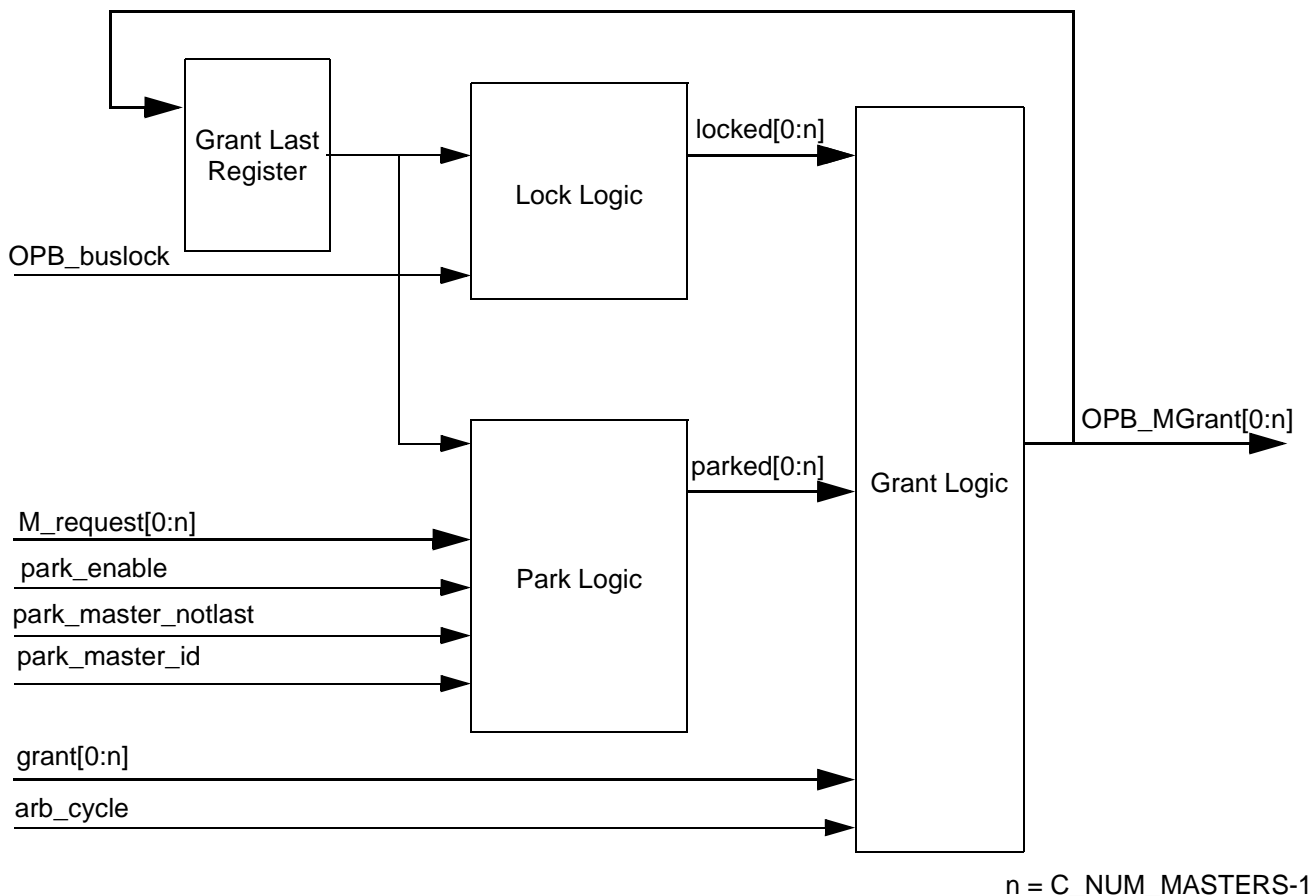 Grant Last
Register
locked[0:n]
Lock Logic
OPB_buslock
OPB_MGrant[0:n]
parked[0:n]
Grant Logic
M_request[0:n]
park_enable
Park Logic
park_master_notlast
park_master_id
grant[0:n]
arb_cycle
n = C_NUM_MASTERS-1